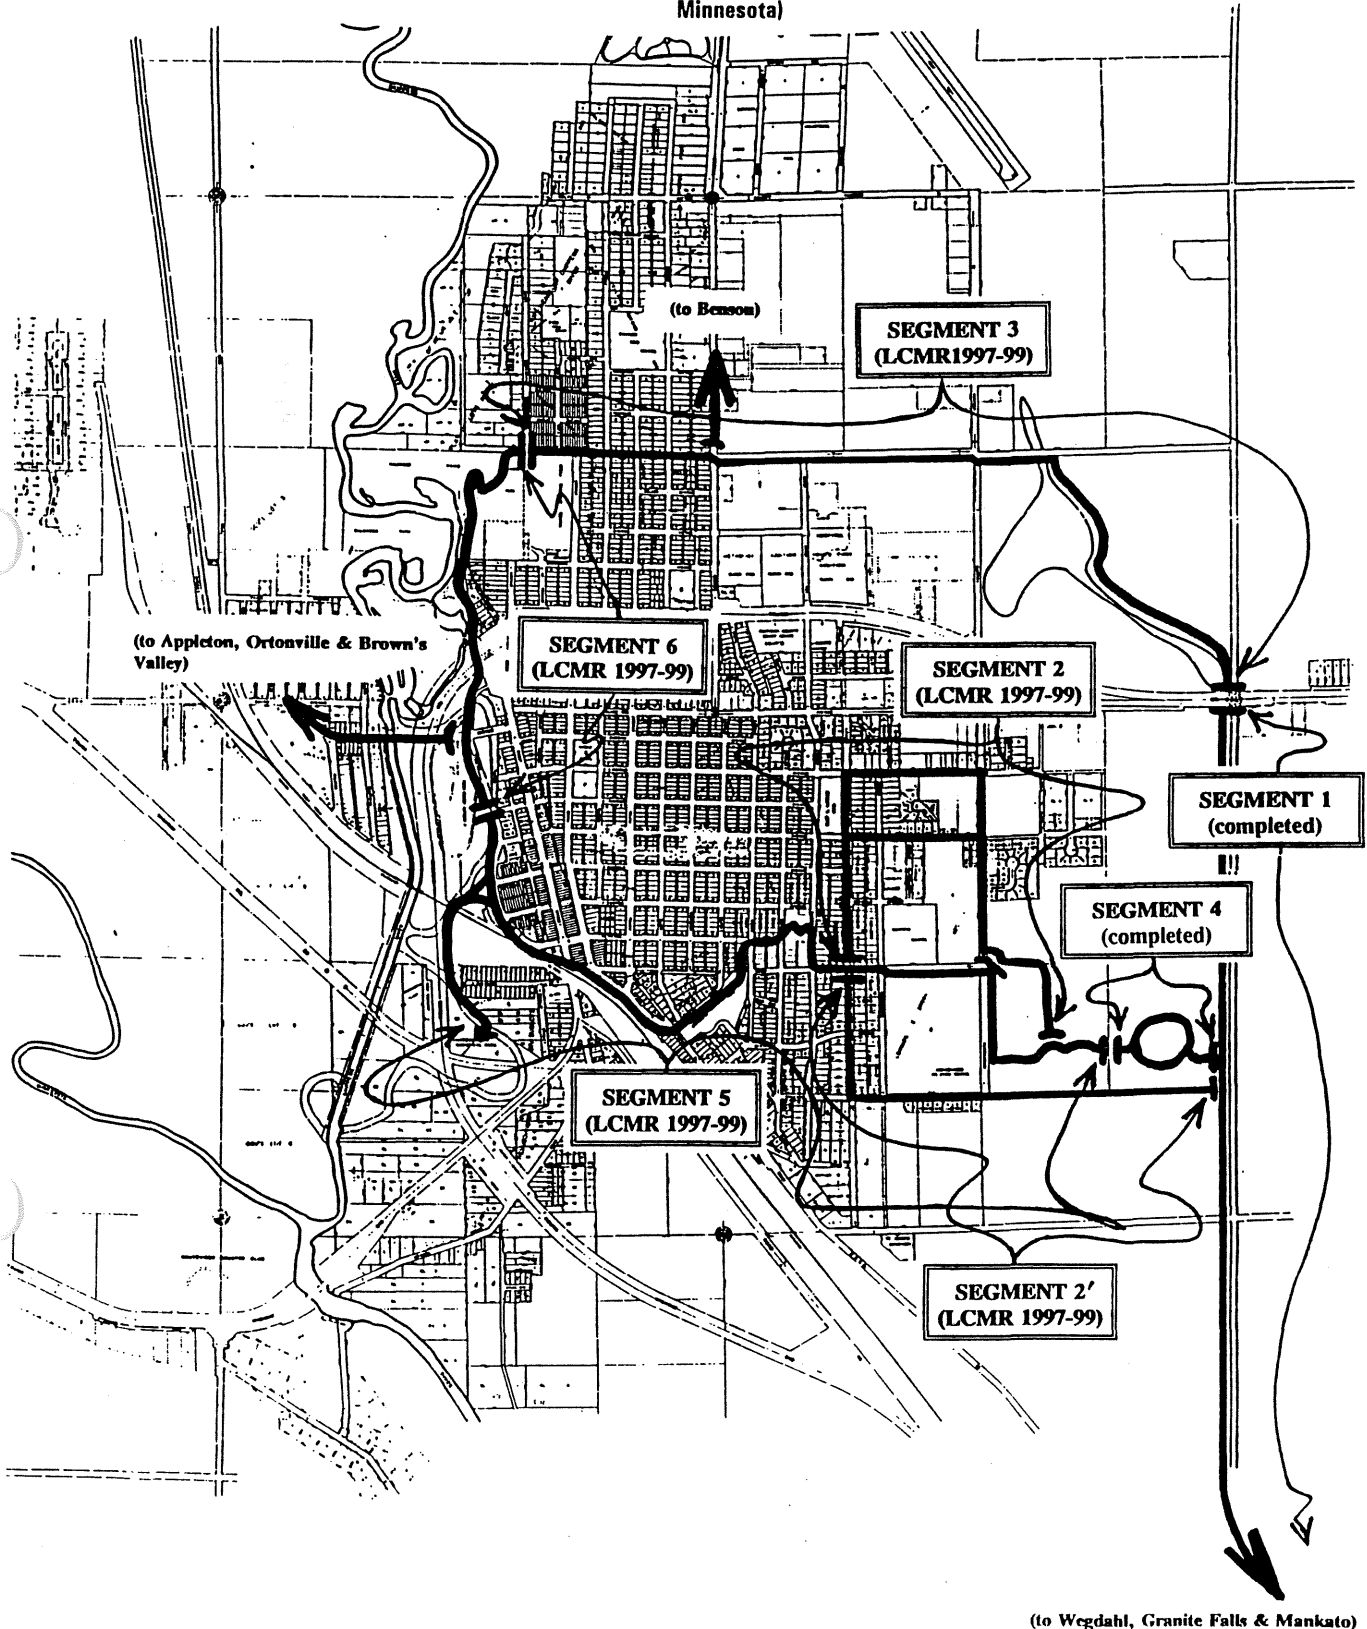 Minnesota)
(to Benson)
SEGMENT 3
(LCMR1997-99)
(to Appleton, Ortonville & Brown's
Valley)
SEGMENT 6
(LCMR 1997-99)
SEGMENT 2
(LCMR 1997-99)
SEGMENT 1
(completed)
SEGMENT 4
(completed)
SEGMENT 5
(LCMR 1997-99)
SEGMENT 2′
(LCMR 1997-99)
(to Wegdahl, Granite Falls & Mankato)